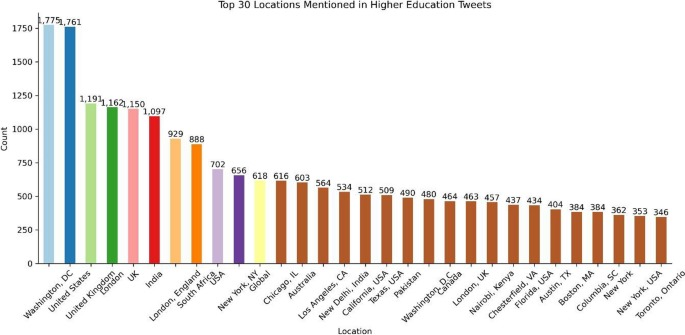 Top 30 Locations Mentioned in Higher Education Tweets
1,775
1,761
1,191
1,162
1,150
1,097
929
888
702
656
618
616
603
564
534
512
509
490
480
464
463
457
437
434
404
384
384
362
353
346
1750
1500
1250
1000
750
500
250
0
Count
Washington, DC
United States
United Kingdom
London
UK
India
London, England
South Africa
USA
New York, NY
Global
Chicago, IL
Australia
Los Angeles, CA
New Delhi, India
California, USA
Texas, USA
Pakistan
Washington, D.C.
Canada
London, UK
Nairobi, Kenya
Chesterfield, VA
Florida, USA
Austin, TX
Boston, MA
Columbia, SC
New York
New York, USA
Toronto, Ontario
Location